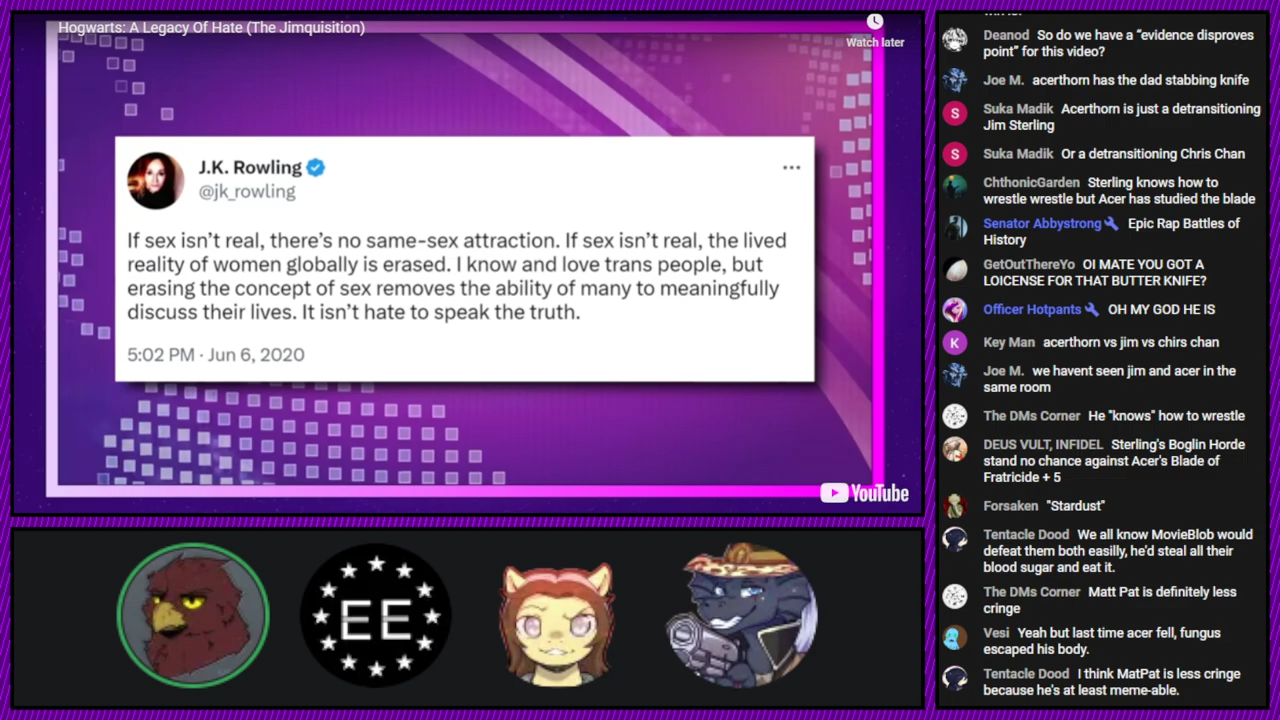 Hogwarts: A Legacy Of Hate (The Jimquisition)
Watch later
J.K. Rowling
@jk_rowling
If sex isn't real, there's no same-sex attraction. If sex isn't real, the lived
reality of women globally is erased. I know and love trans people, but
erasing the concept of sex removes the ability of many to meaningfully
discuss their lives. It isn't hate to speak the truth.
5:02 PM · Jun 6, 2020
YouTube
EE
Deanod So do we have a “evidence disproves
point” for this video?
Joe M. acerthorn has the dad stabbing knife
S
Suka Madik Acerthorn is just a detransitioning
Jim Sterling
S
Suka Madik Or a detransitioning Chris Chan
ChthonicGarden Sterling knows how to
wrestle wrestle but Acer has studied the blade
Senator Abbystrong Epic Rap Battles of
History
GetOutThereYo OI MATE YOU GOT A
LOICENSE FOR THAT BUTTER KNIFE?
Officer Hotpants OH MY GOD HE IS
K
Key Man acerthorn vs jim vs chirs chan
Joe M. we havent seen jim and acer in the
same room
The DMs Corner He "knows" how to wrestle
DEUS VULT, INFIDEL Sterling's Boglin Horde
stand no chance against Acer's Blade of
Fratricide + 5
Forsaken "Stardust"
Tentacle Dood We all know MovieBlob would
defeat them both easilly, he'd steal all their
blood sugar and eat it.
The DMs Corner Matt Pat is definitely less
cringe
Vesi Yeah but last time acer fell, fungus
escaped his body.
Tentacle Dood I think MatPat is less cringe
because he's at least meme-able.